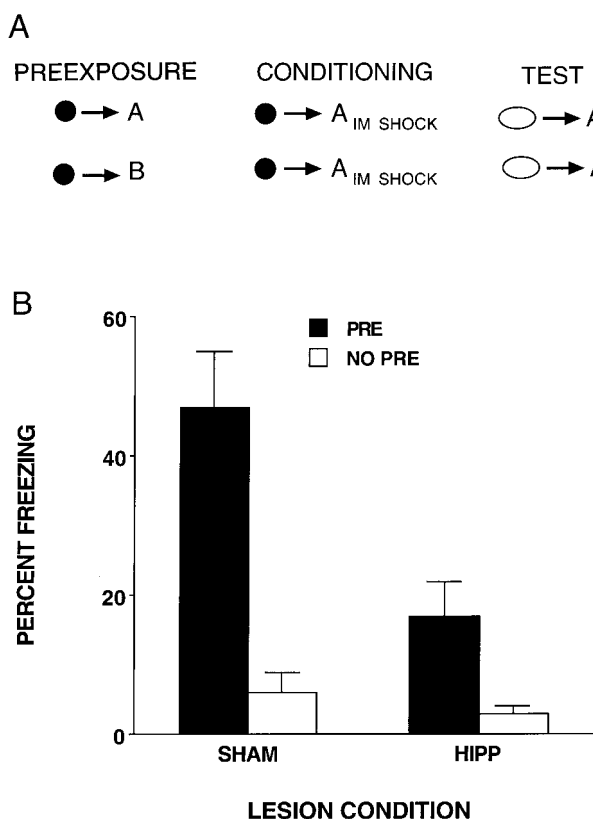 A
PREEXPOSURE CONDITIONING TEST
A A IM SHOCK A
B A IM SHOCK A
B
60
PRE
NO PRE
40
20
0
PERCENT FREEZING
SHAM HIPP
LESION CONDITION